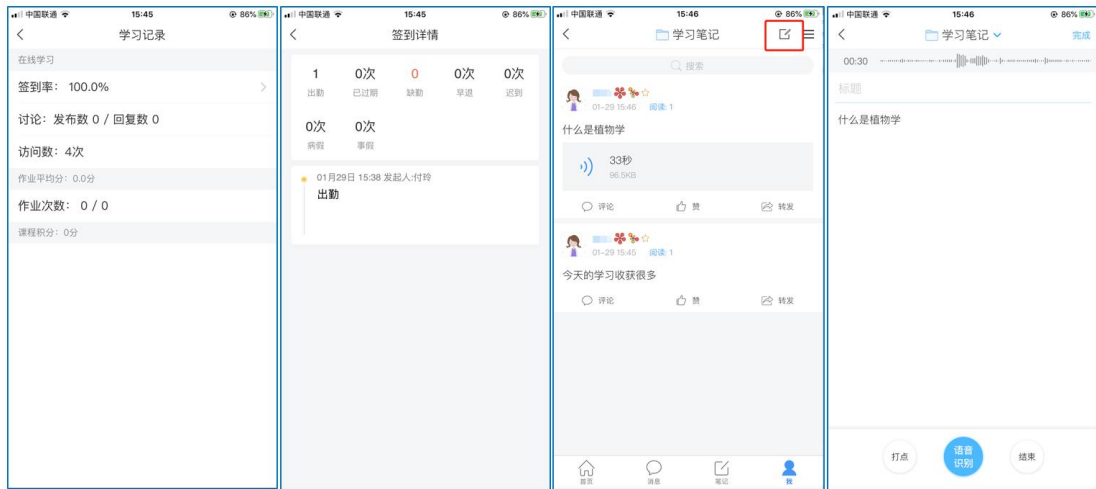 中国联通
15:45
86%
学习记录
在线学习
签到率： 100.0%
讨论：发布数 0 / 回复数 0
访问数：4次
作业平均分：0.0分
作业次数： 0 / 0
课程积分：0分
中国联通
15:45
86%
签到详情
1 0次 0 0次 0次
出勤 已过期 缺勤 早退 迟到
0次 0次
病假 事假
01月29日 15:38 发起人:付玲
出勤
中国联通
15:46
86%
学习笔记
搜索
01-29 15:46 阅读: 1
什么是植物学
33秒
96.5KB
评论 赞 转发
01-29 15:45 阅读: 1
今天的学习收获很多
评论 赞 转发
首页 消息 笔记 我
中国联通
15:46
86%
学习笔记
完成
00:30
标题
什么是植物学
打点
语音
识别
结束